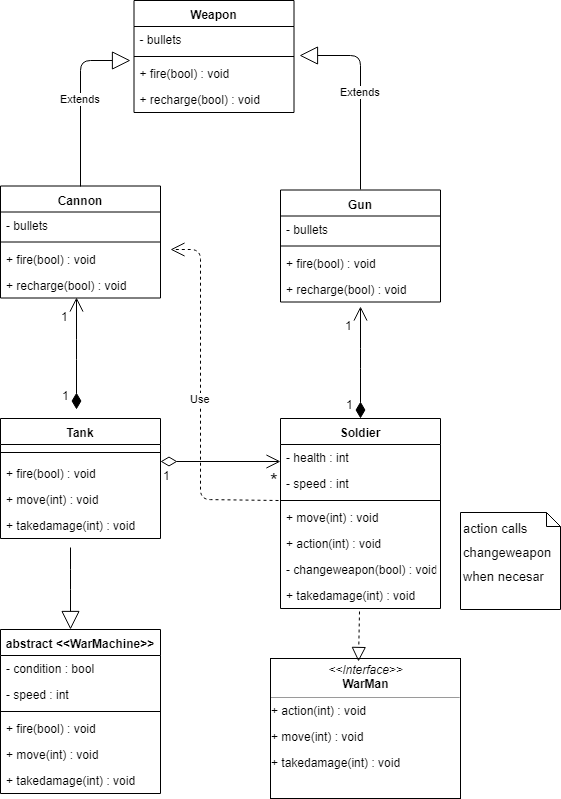 Weapon
- bullets
+ fire(bool) : void
+ recharge(bool) : void
Extends
Extends
Cannon
- bullets
+ fire(bool) : void
+ recharge(bool) : void
Gun
- bullets
+ fire(bool) : void
+ recharge(bool) : void
1
1
1
1
Use
Tank
+ fire(bool) : void
+ move(int) : void
+ takedamage(int) : void
1
*
Soldier
- health : int
- speed : int
+ move(int) : void
+ action(int) : void
- changeweapon(bool) : void
+ takedamage(int) : void
action calls
changeweapon
when necesar
abstract <<WarMachine>>
- condition : bool
- speed : int
+ fire(bool) : void
+ move(int) : void
+ takedamage(int) : void
<<interface>>
WarMan
+ action(int) : void
+ move(int) : void
+ takedamage(int) : void